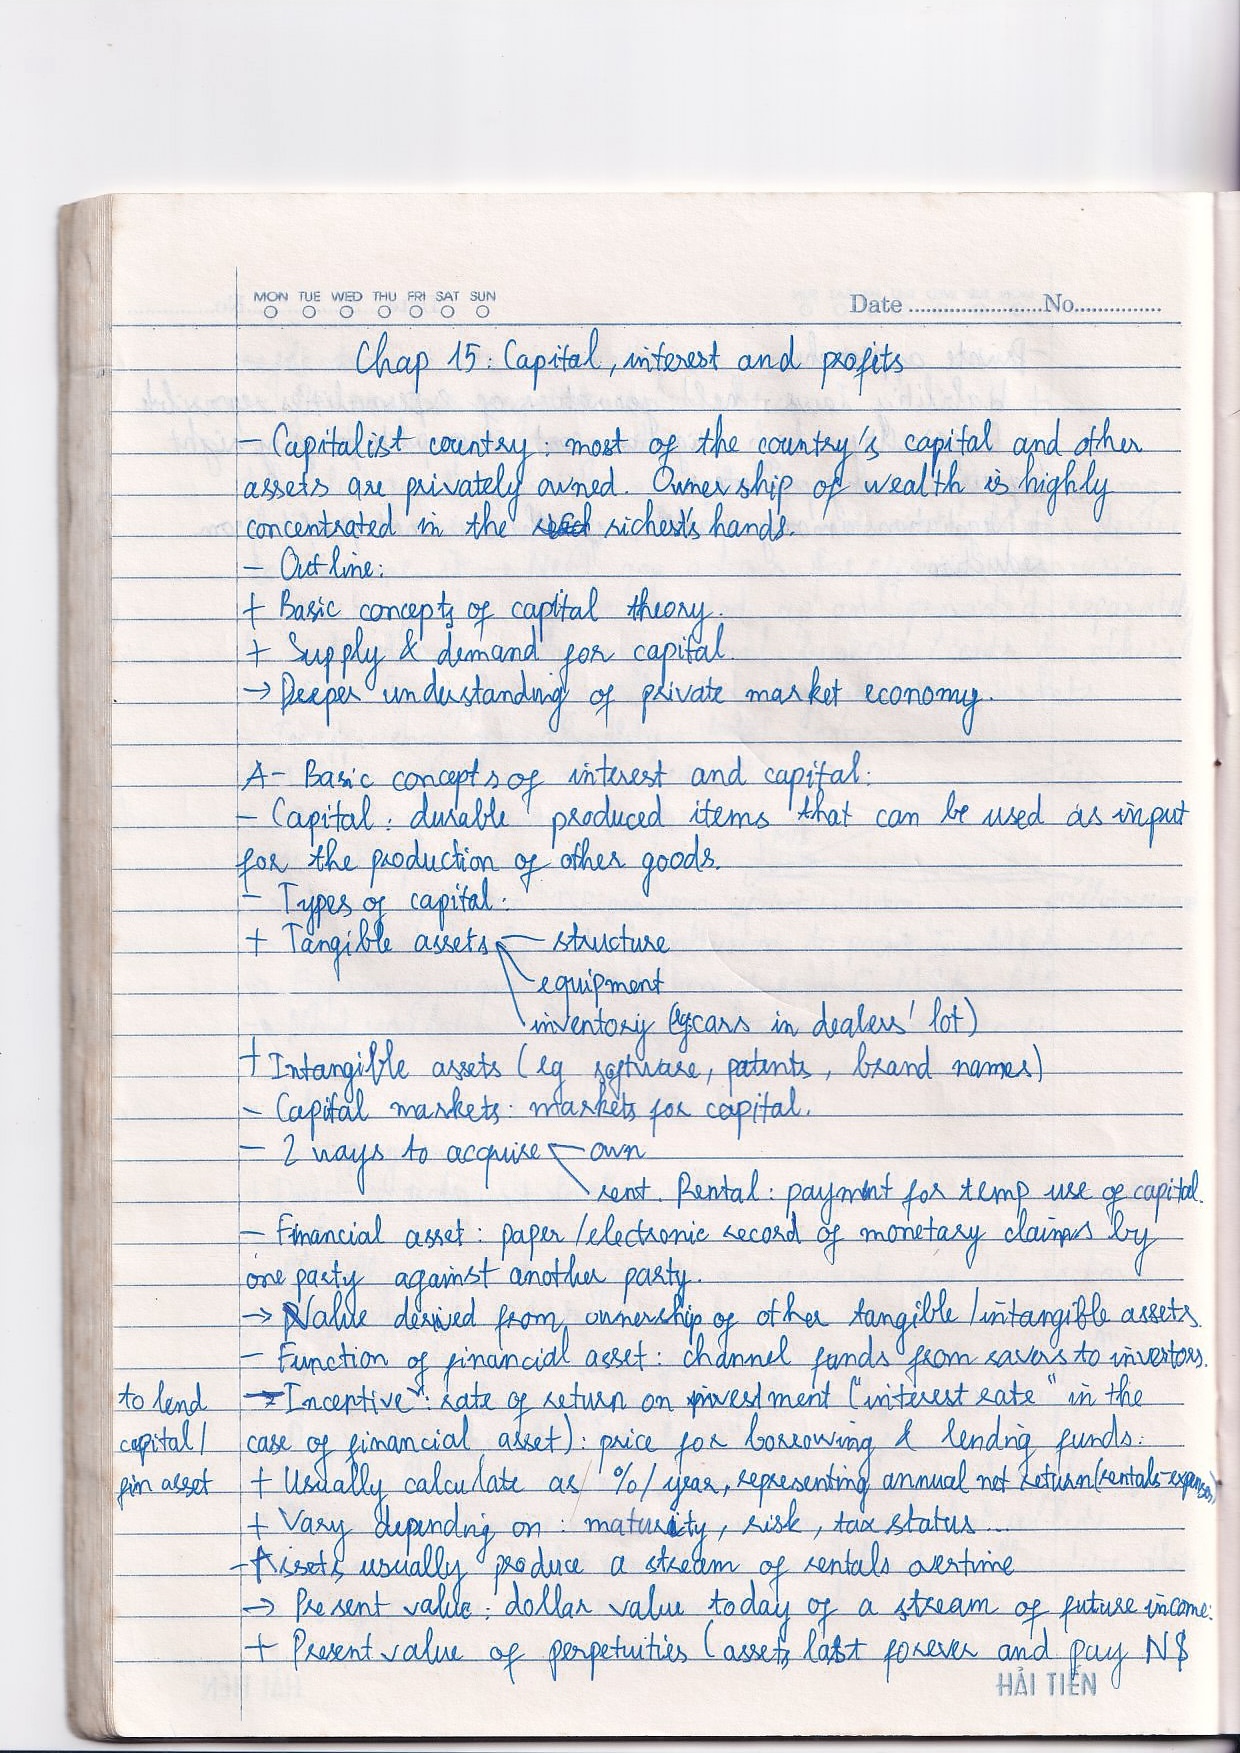 MON TUE WED THU FRI SAT SUN
Date ........................No................
Chap 15: Capital, interest and profits
- Capitalist country: most of the country's capital and other
assets are privately owned. Ownership of wealth is highly
concentrated in the richest's hands.
- Outline:
+ Basic concepts of capital theory.
+ Supply & demand for capital.
→ Deeper understanding of private market economy.
A- Basic concepts of interest and capital:
- Capital: durable produced items that can be used as input
for the production of other goods.
- Types of capital:
+ Tangible assets - structure
equipment
inventory (eg cars in dealers' lot)
+ Intangible assets (eg software, patents, brand names)
- Capital markets: markets for capital.
- 2 ways to acquire - own
rent. Rental: payment for temp use of capital.
- Financial asset: paper/electronic record of monetary claims by
one party against another party.
→ Value derived from ownership of other tangible/intangible assets.
- Function of financial asset: channel funds from savers to investors.
→ Incentive ˅: rate of return on investment ("interest rate" in the
to lend
capital/
fin asset
case of financial asset): price for borrowing & lending funds:
+ Usually calculate as %/year, representing annual net return (rentals-expenses)
+ Vary depending on: maturity, risk, tax status...
- Assets usually produce a stream of rentals overtime
→ Present value: dollar value today of a stream of future income:
+ Present value of perpetuities (assets last forever and pay N$
HẢI TIẾN